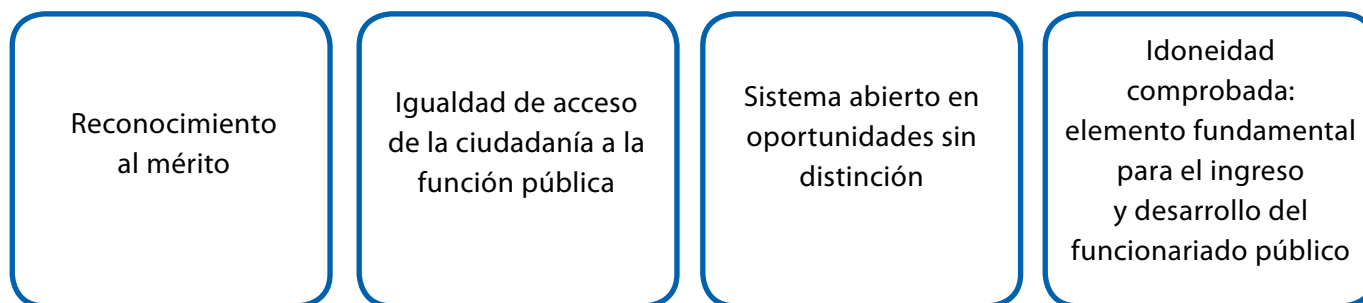 Reconocimiento
al mérito
Igualdad de acceso
de la ciudadanía a la
función pública
Sistema abierto en
oportunidades sin
distinción
Idoneidad
comprobada:
elemento fundamental
para el ingreso
y desarrollo del
funcionariado público